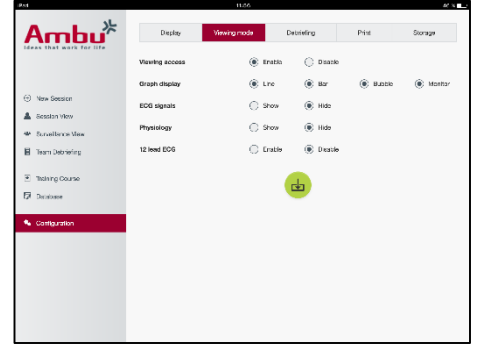 iPad 11:06
Ambu
Ideas that work for life
Display Viewing mode Debriefing Print Storage
Viewing access Enable Disable
Graph display Line Bar Bubble Monitor
New Session
ECG signals Show Hide
Session View
Surveillance View
Physiology Show Hide
Team Debriefing
12 lead ECG Enable Disable
Training Course
Database
Configuration